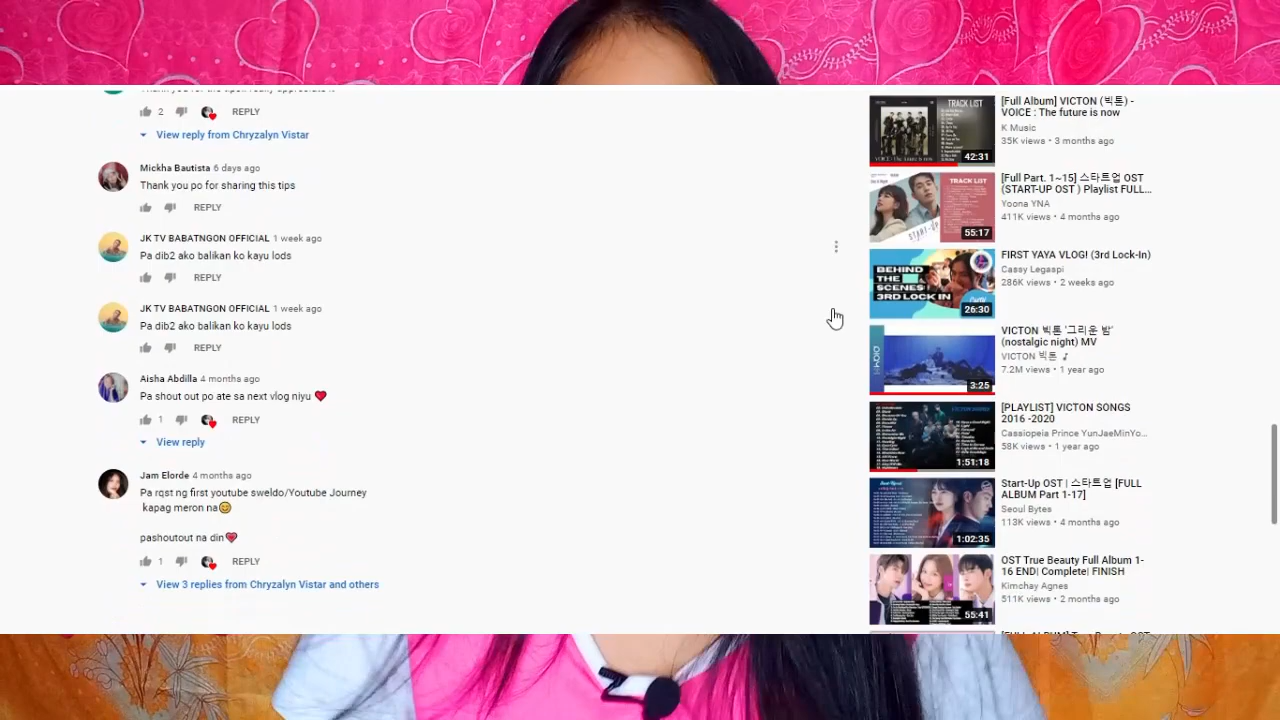 2 REPLY
View reply from Chryzalyn Vistar
Mickha Bautista 6 days ago
Thank you po for sharing this tips
REPLY
JK TV BABATNGON OFFICIAL 1 week ago
Pa dib2 ako balikan ko kayu lods
REPLY
JK TV BABATNGON OFFICIAL 1 week ago
Pa dib2 ako balikan ko kayu lods
REPLY
Aisha Abdilla 4 months ago
Pa shout out po ate sa next vlog niyu ❤️
1 REPLY
View reply
Jam Elorde 4 months ago
first youtube sweldo/Youtube Journey
kapag meron na😊
pashoutout na din💗
1 REPLY
View 3 replies from Chryzalyn Vistar and others
TRACK LIST
42:31
[Full Album] VICTON (빅톤) -
VOICE : The future is now
K Music
35K views • 3 months ago
TRACK LIST
START-UP
55:17
[Full Part. 1~15] 스타트업 OST
(START-UP OST ) Playlist FULL...
Yoona YNA
411K views • 4 months ago
BEHIND
THE
SCENES
3RD LOCK IN
26:30
FIRST YAYA VLOG! (3rd Lock-In)
Cassy Legaspi
286K views • 2 weeks ago
3:25
VICTON 빅톤 '그리운 밤'
(nostalgic night) MV
VICTON 빅톤 ♪
7.2M views • 1 year ago
1:51:18
[PLAYLIST]VICTON SONGS
2016 -2020
Cassiopeia Prince YunJaeMinYo...
58K views • 1 year ago
1:02:35
Start-Up OST | 스타트업 [FULL
ALBUM Part 1-17]
Seoul Bytes
113K views • 4 months ago
55:41
OST True Beauty Full Album 1-
16 END| Complete| FINISH
Kimchay Agnes
511K views • 2 months ago